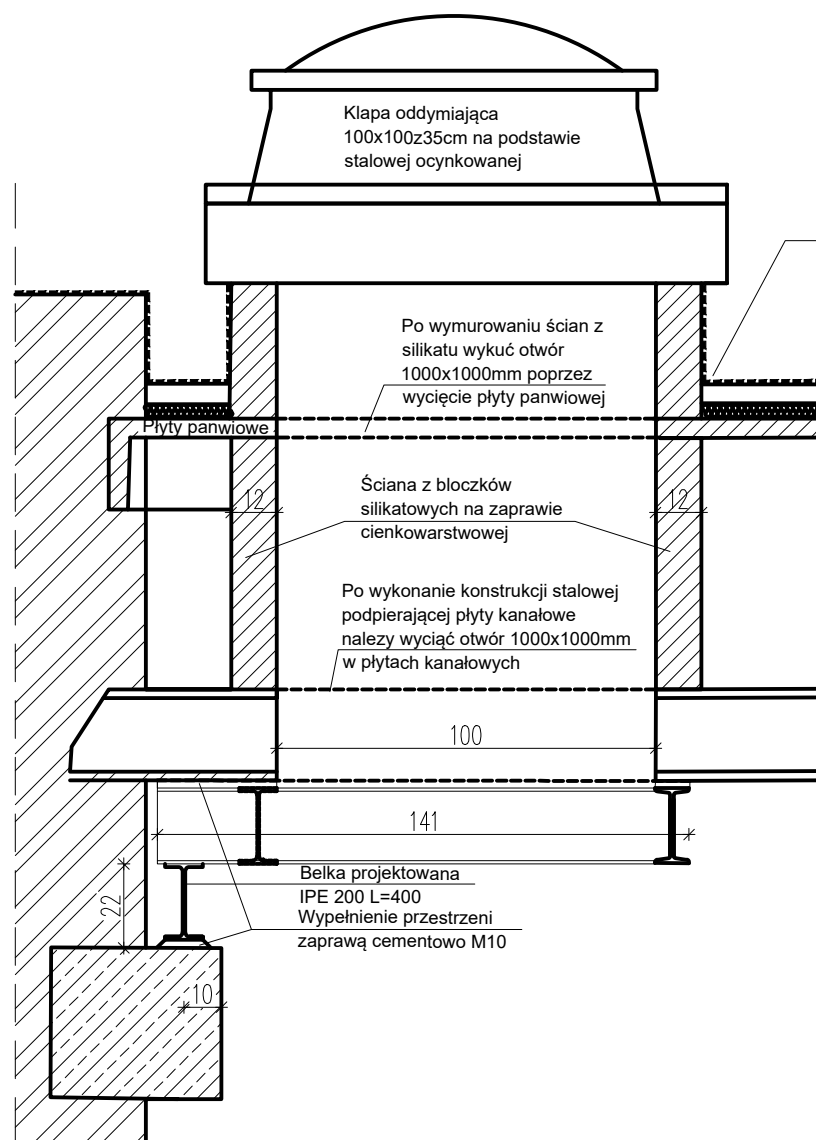 Klapa oddymiająca
100x100z35cm na podstawie
stalowej ocynkowanej
Po wymurowaniu ścian z
silikatu wykuć otwór
1000x1000mm poprzez
wycięcie płyty panwiowej
Płyty panwiowe
12
Ściana z bloczków
silikatowych na zaprawie
cienkowarstwowej
12
Po wykonanie konstrukcji stalowej
podpierającej płyty kanałowe
nalezy wyciąć otwór 1000x1000mm
w płytach kanałowych
100
141
22
Belka projektowana
IPE 200 L=400
Wypełnienie przestrzeni
zaprawą cementowo M10
10